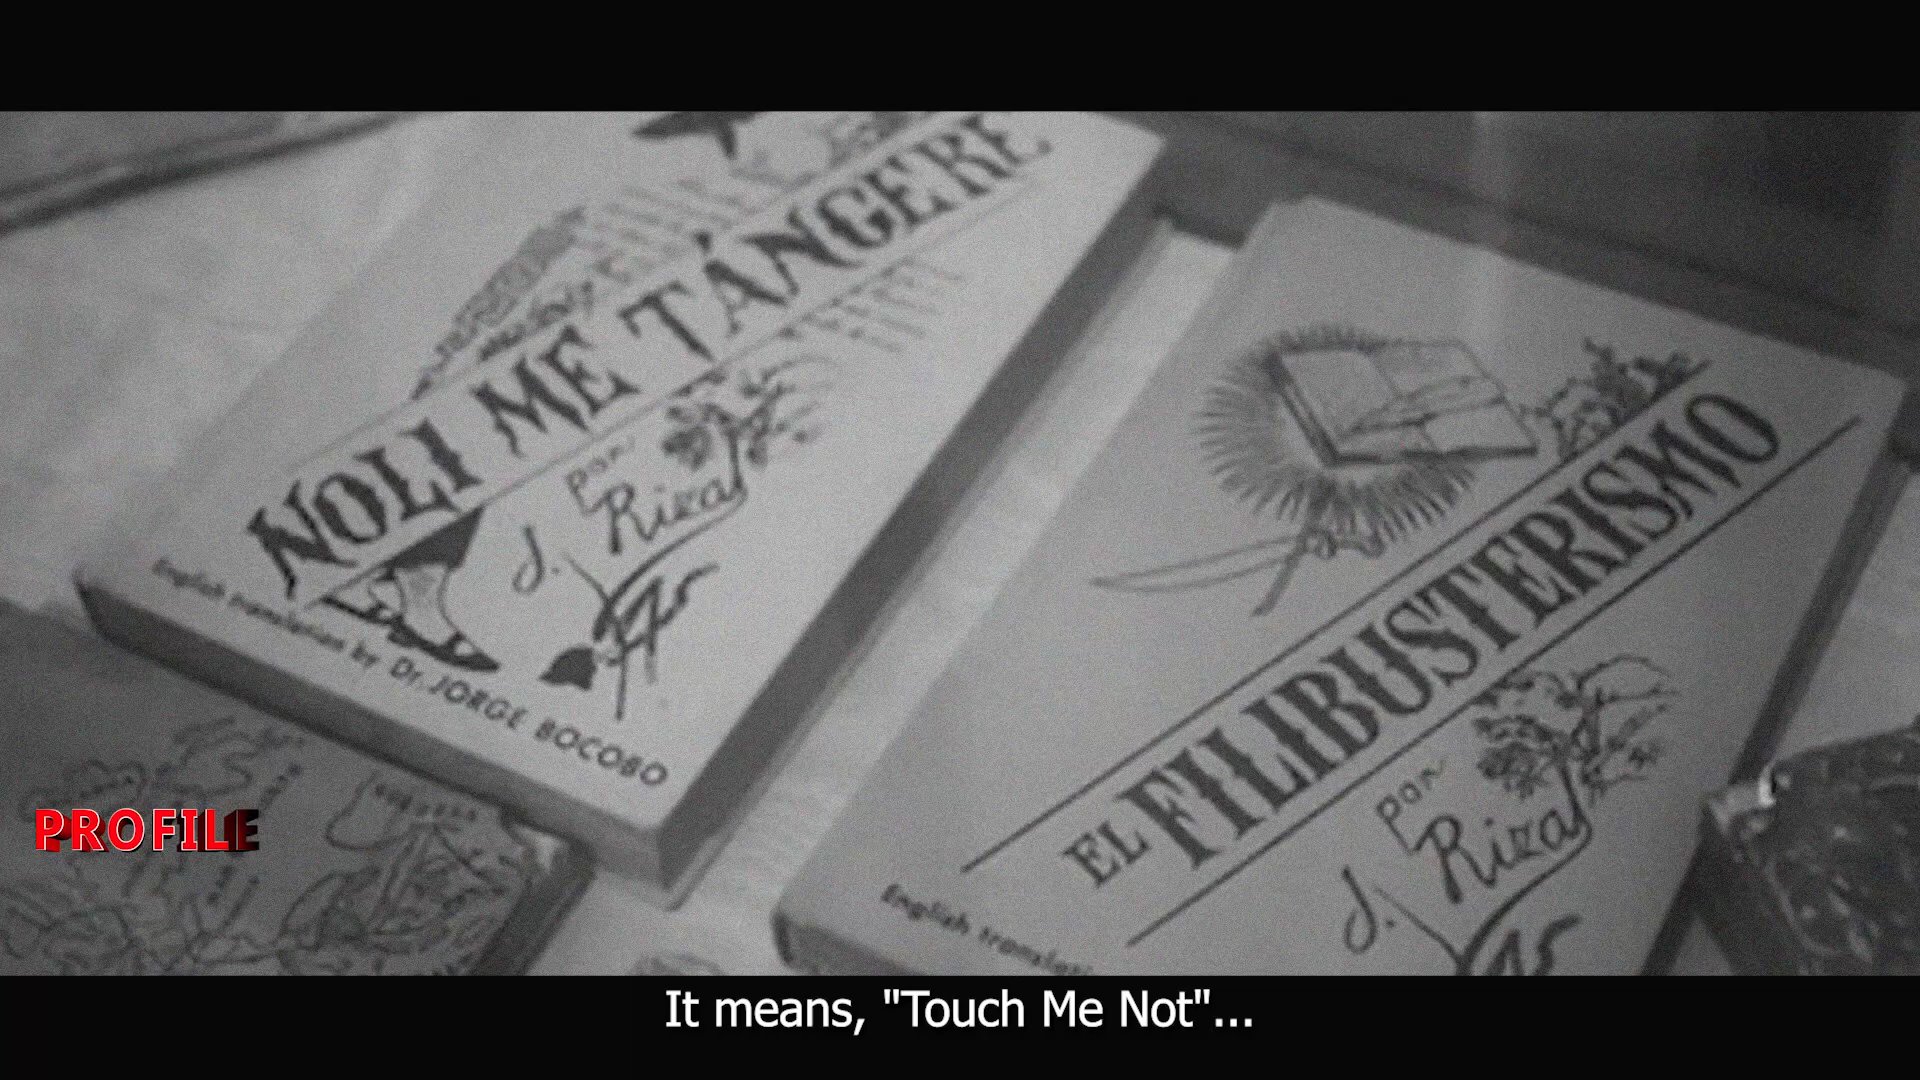 NOLI ME TÁNGERE
por
J. Rizal
English translation by Dr. JORGE BOCOBO
EL FILIBUSTERISMO
por
J. Rizal
English
PROFILE
It means, "Touch Me Not"...